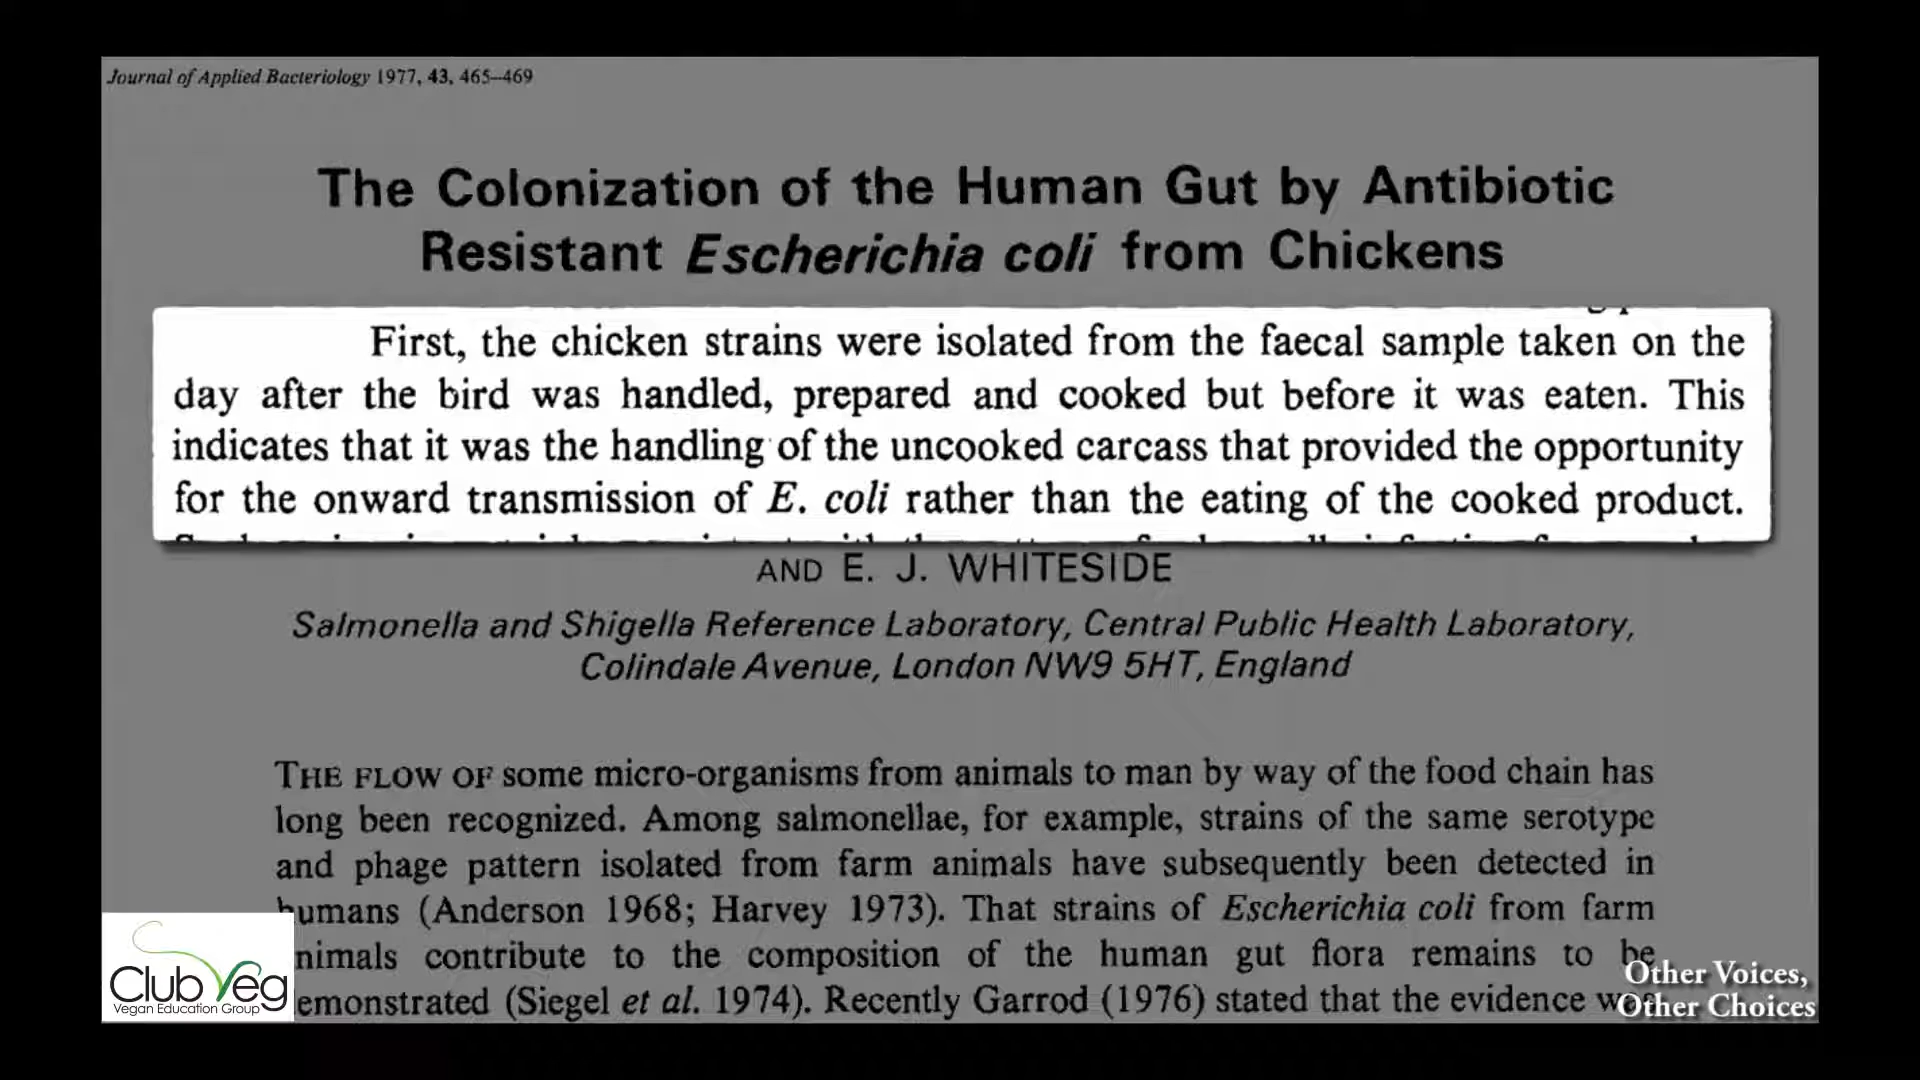 Journal of Applied Bacteriology 1977, 43, 465–469
The Colonization of the Human Gut by Antibiotic
Resistant Escherichia coli from Chickens
First, the chicken strains were isolated from the faecal sample taken on the
day after the bird was handled, prepared and cooked but before it was eaten. This
indicates that it was the handling of the uncooked carcass that provided the opportunity
for the onward transmission of E. coli rather than the eating of the cooked product.
AND E. J. WHITESIDE
Salmonella and Shigella Reference Laboratory, Central Public Health Laboratory,
Colindale Avenue, London NW9 5HT, England
THE FLOW OF some micro-organisms from animals to man by way of the food chain has
long been recognized. Among salmonellae, for example, strains of the same serotype
and phage pattern isolated from farm animals have subsequently been detected in
humans (Anderson 1968; Harvey 1973). That strains of Escherichia coli from farm
nimals contribute to the composition of the human gut flora remains to be
emonstrated (Siegel et al. 1974). Recently Garrod (1976) stated that the evidence was
Club Veg
Vegan Education Group
Other Voices,
Other Choices